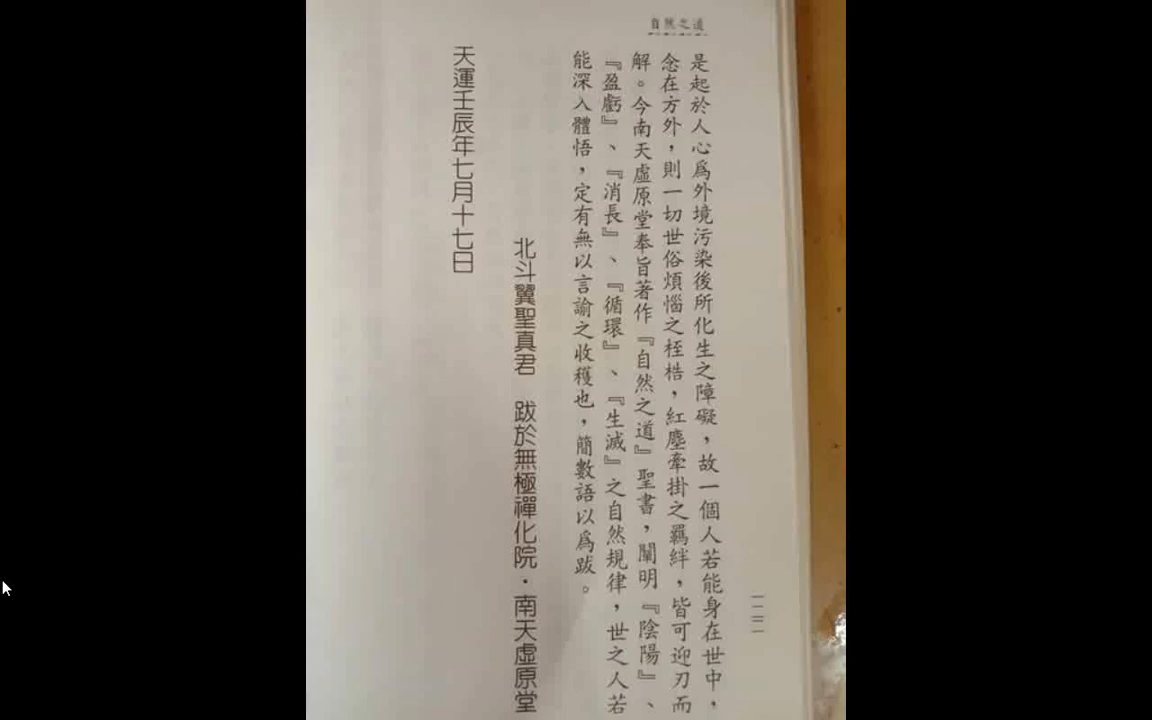 自然之道
是起於人心爲外境污染後所化生之障礙，故一個人若能身在世中，
念在方外，則一切世俗煩惱之桎梏，紅塵牽掛之羈絆，皆可迎刃而
解。今南天虛原堂奉旨著作『自然之道』聖書，闡明『陰陽』、
『盈虧』、『消長』、『循環』、『生滅』之自然規律，世之人若
能深入體悟，定有無以言諭之收穫也，簡數語以爲跋。
北斗翼聖真君　跋於無極禪化院．南天虛原堂
天運壬辰年七月十七日